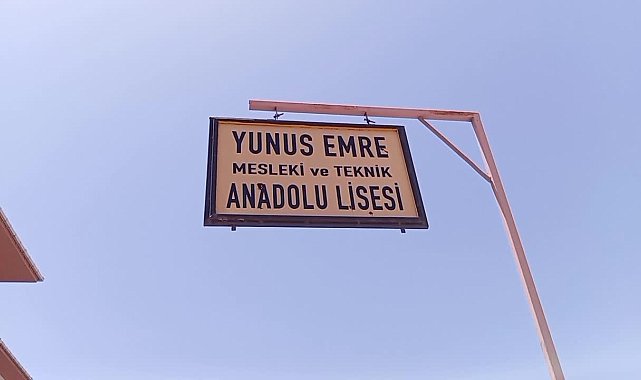 YUNUS EMRE
MESLEKİ ve TEKNİK
ANADOLU LİSESİ